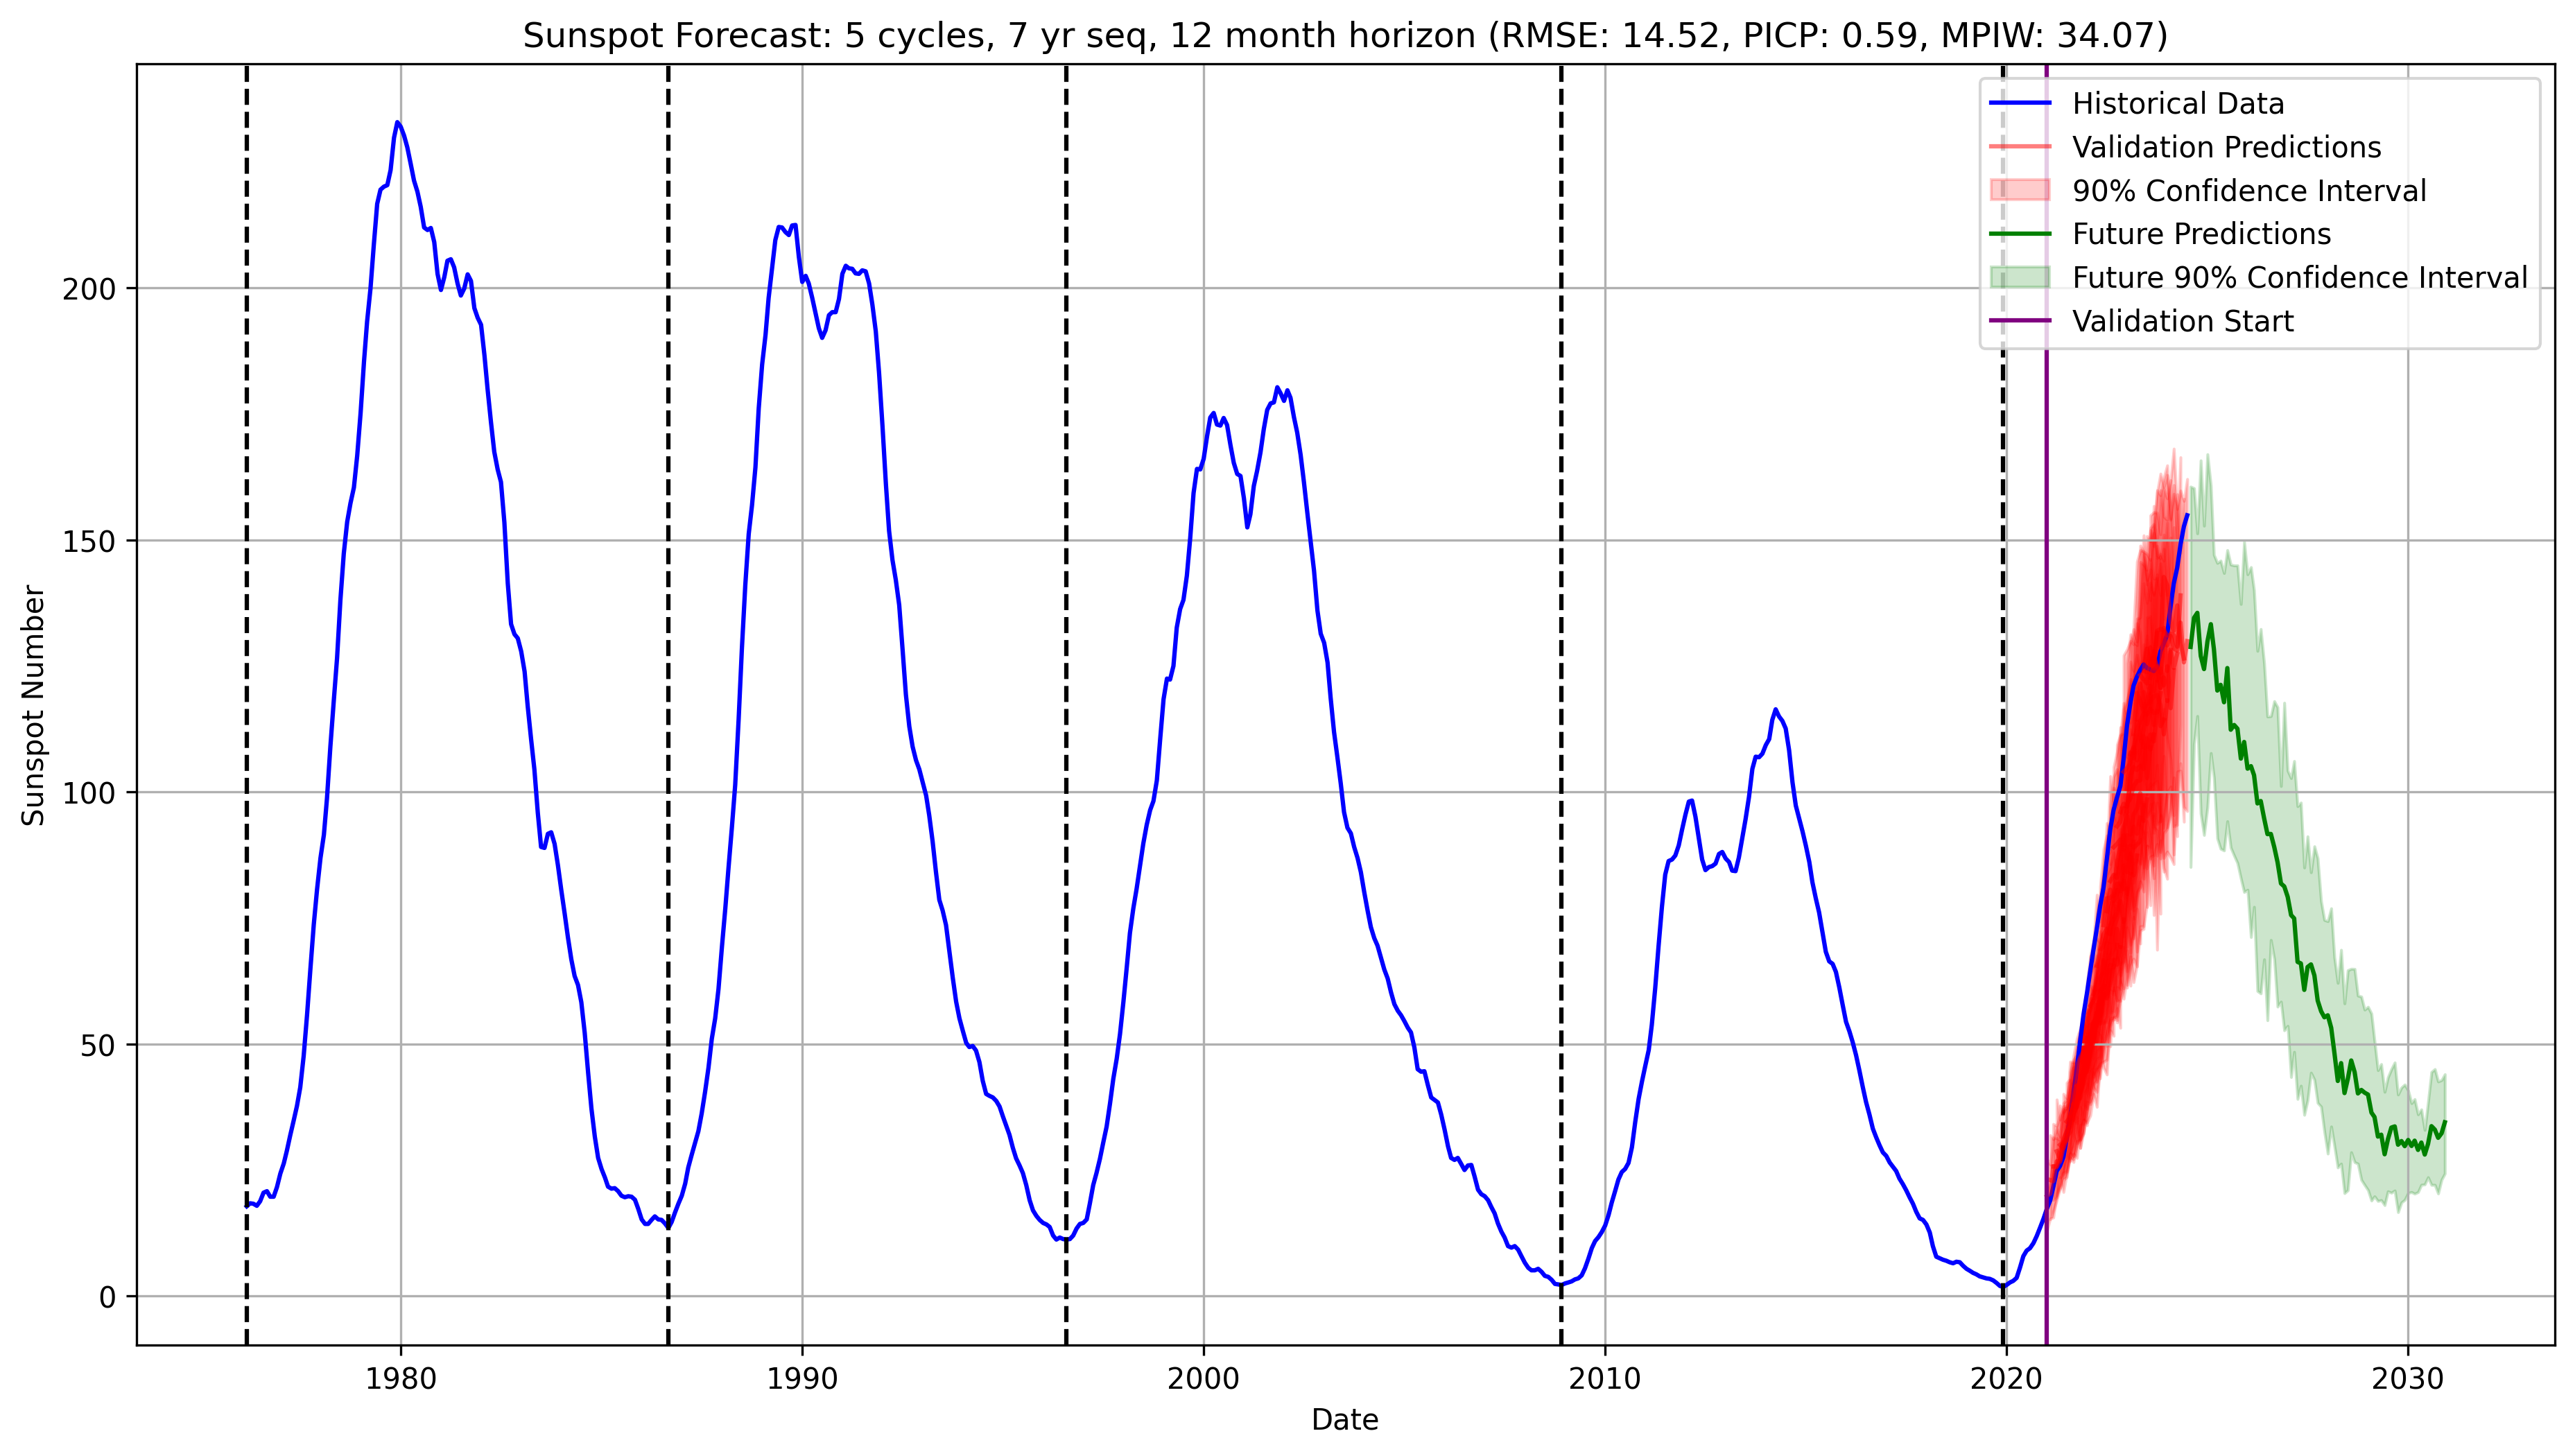 Sunspot Forecast: 5 cycles, 7 yr seq, 12 month horizon (RMSE: 14.52, PICP: 0.59, MPIW: 34.07)
Historical Data
Validation Predictions
90% Confidence Interval
Future Predictions
Future 90% Confidence Interval
Validation Start
Sunspot Number
200
150
100
50
0
1980 1990 2000 2010 2020 2030
Date